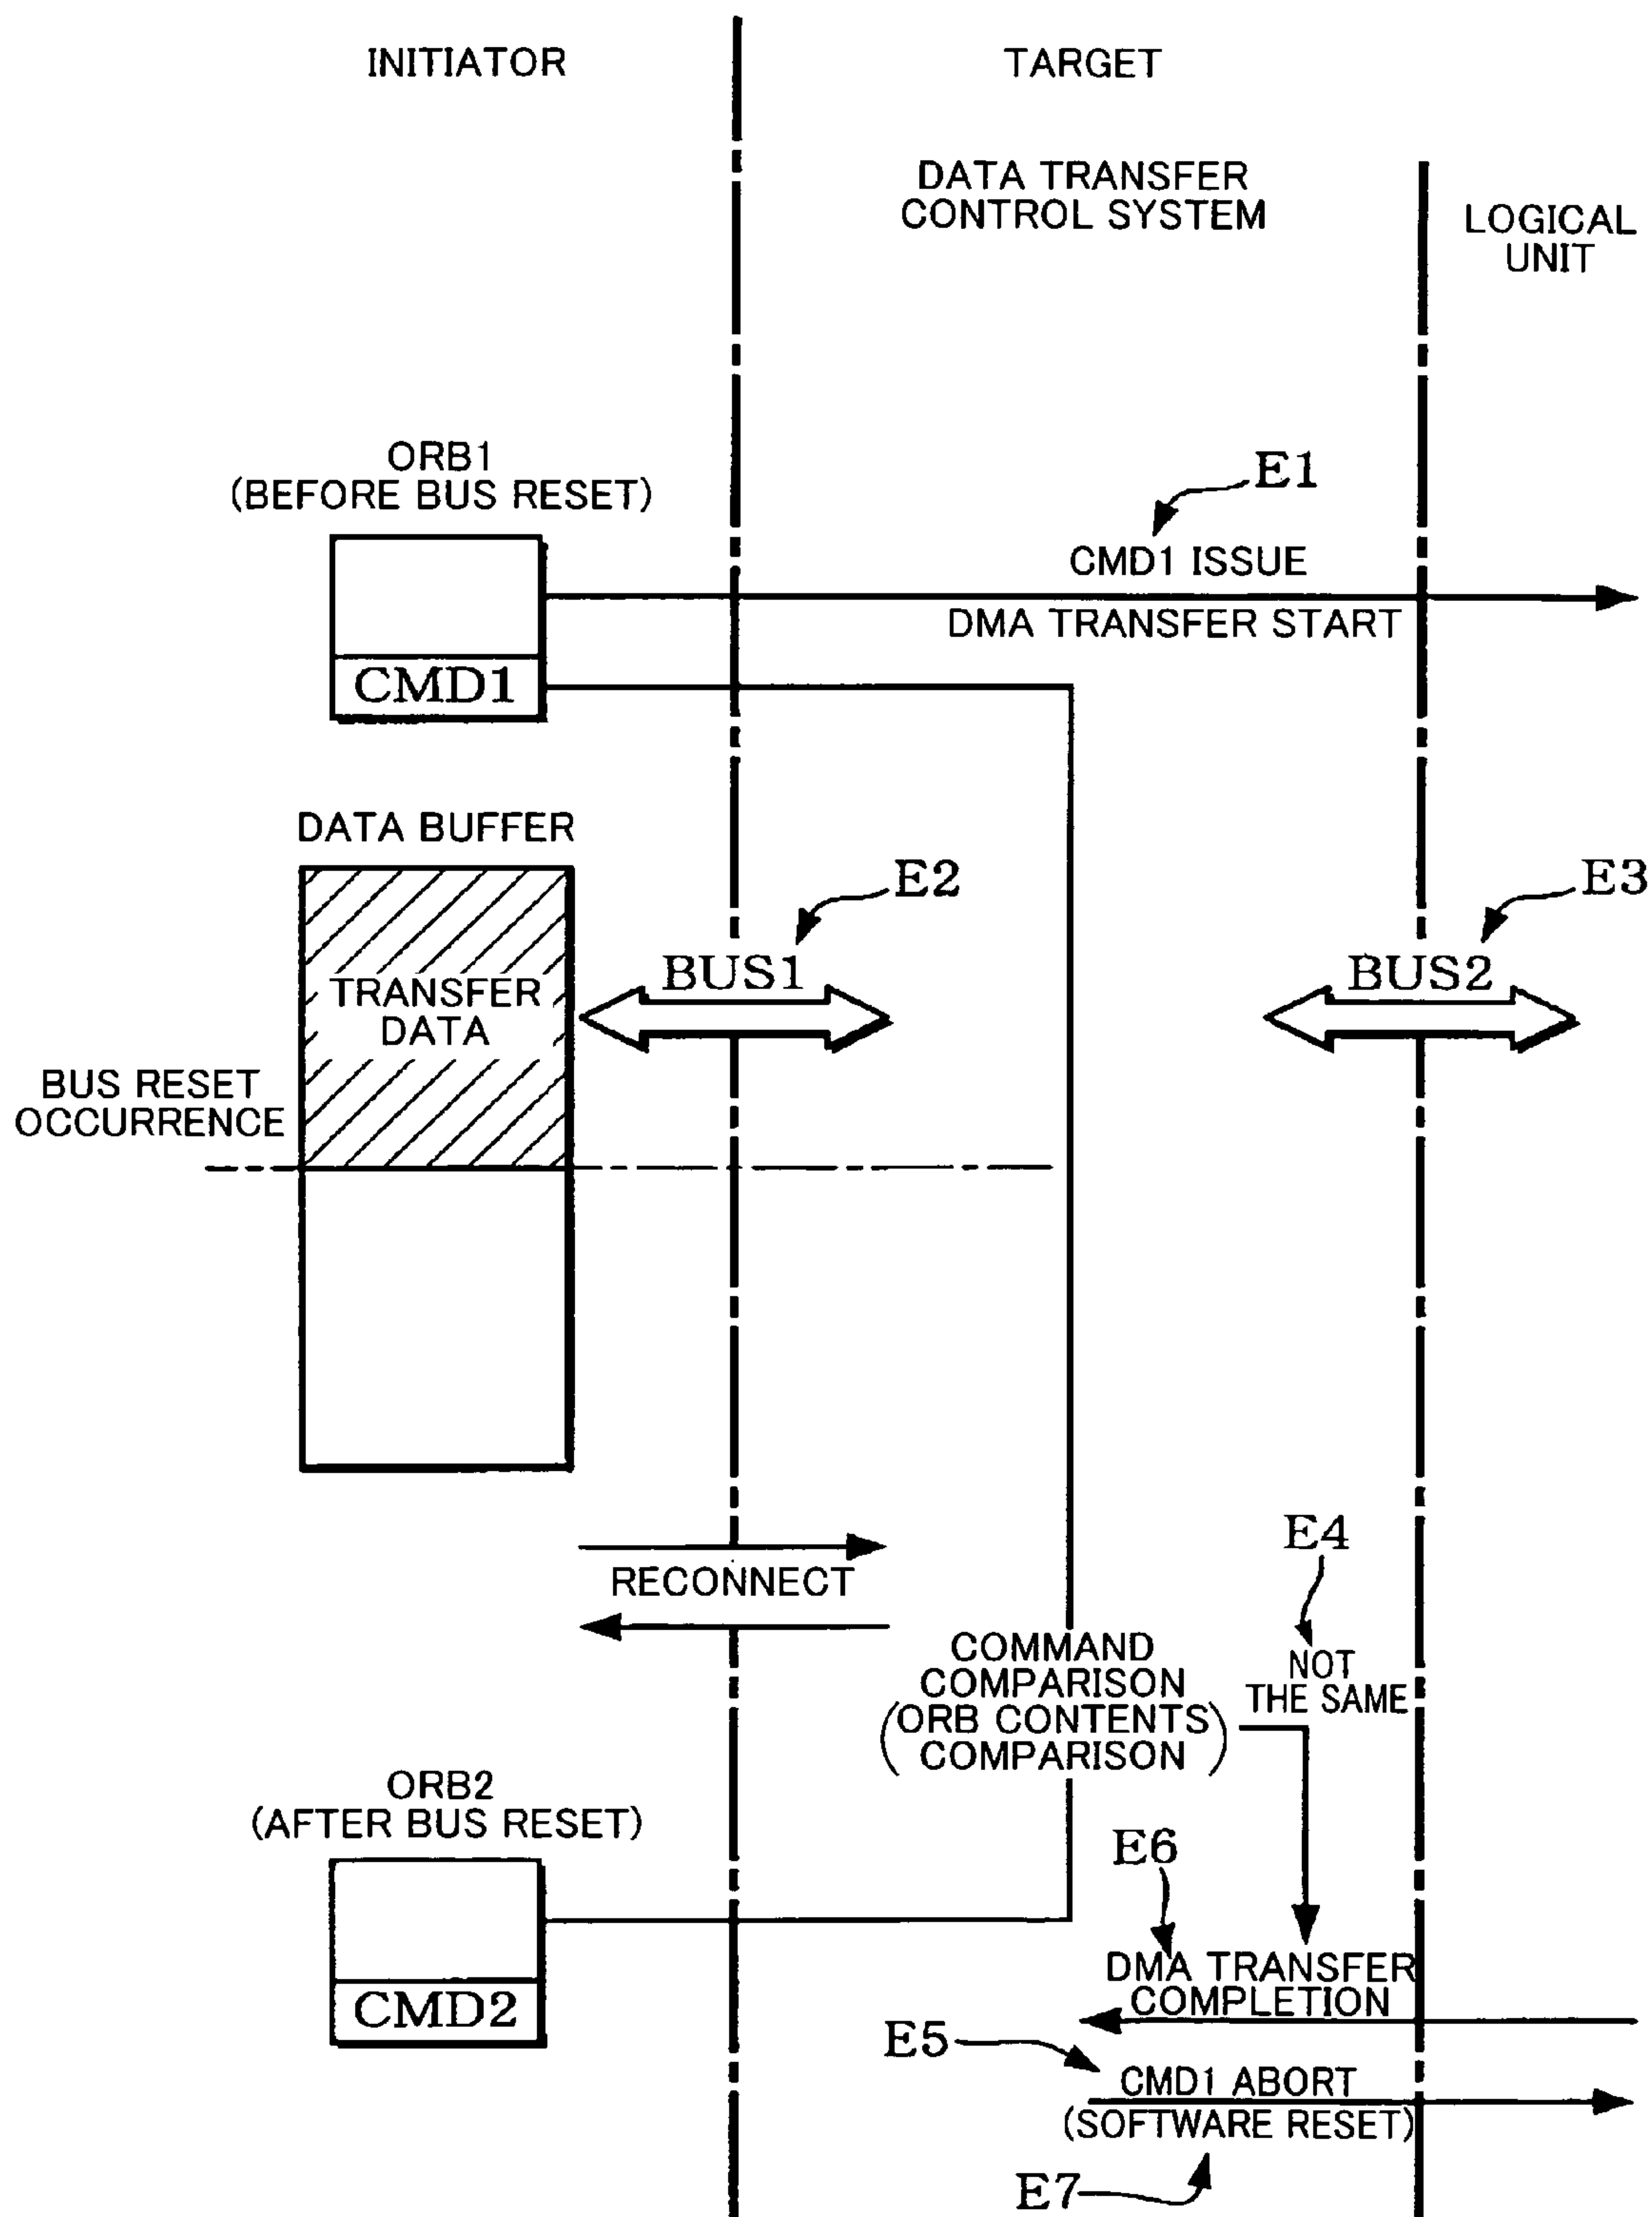 INITIATOR
TARGET
DATA TRANSFER
CONTROL SYSTEM
LOGICAL
UNIT
ORB1
(BEFORE BUS RESET)
E1
CMD1 ISSUE
DMA TRANSFER START
CMD1
DATA BUFFER
E2
E3
BUS1
BUS2
TRANSFER
DATA
BUS RESET
OCCURRENCE
E4
RECONNECT
COMMAND
COMPARISON
(ORB CONTENTS
COMPARISON)
NOT
THE SAME
ORB2
(AFTER BUS RESET)
E6
DMA TRANSFER
COMPLETION
CMD2
E5
CMD1 ABORT
(SOFTWARE RESET)
E7